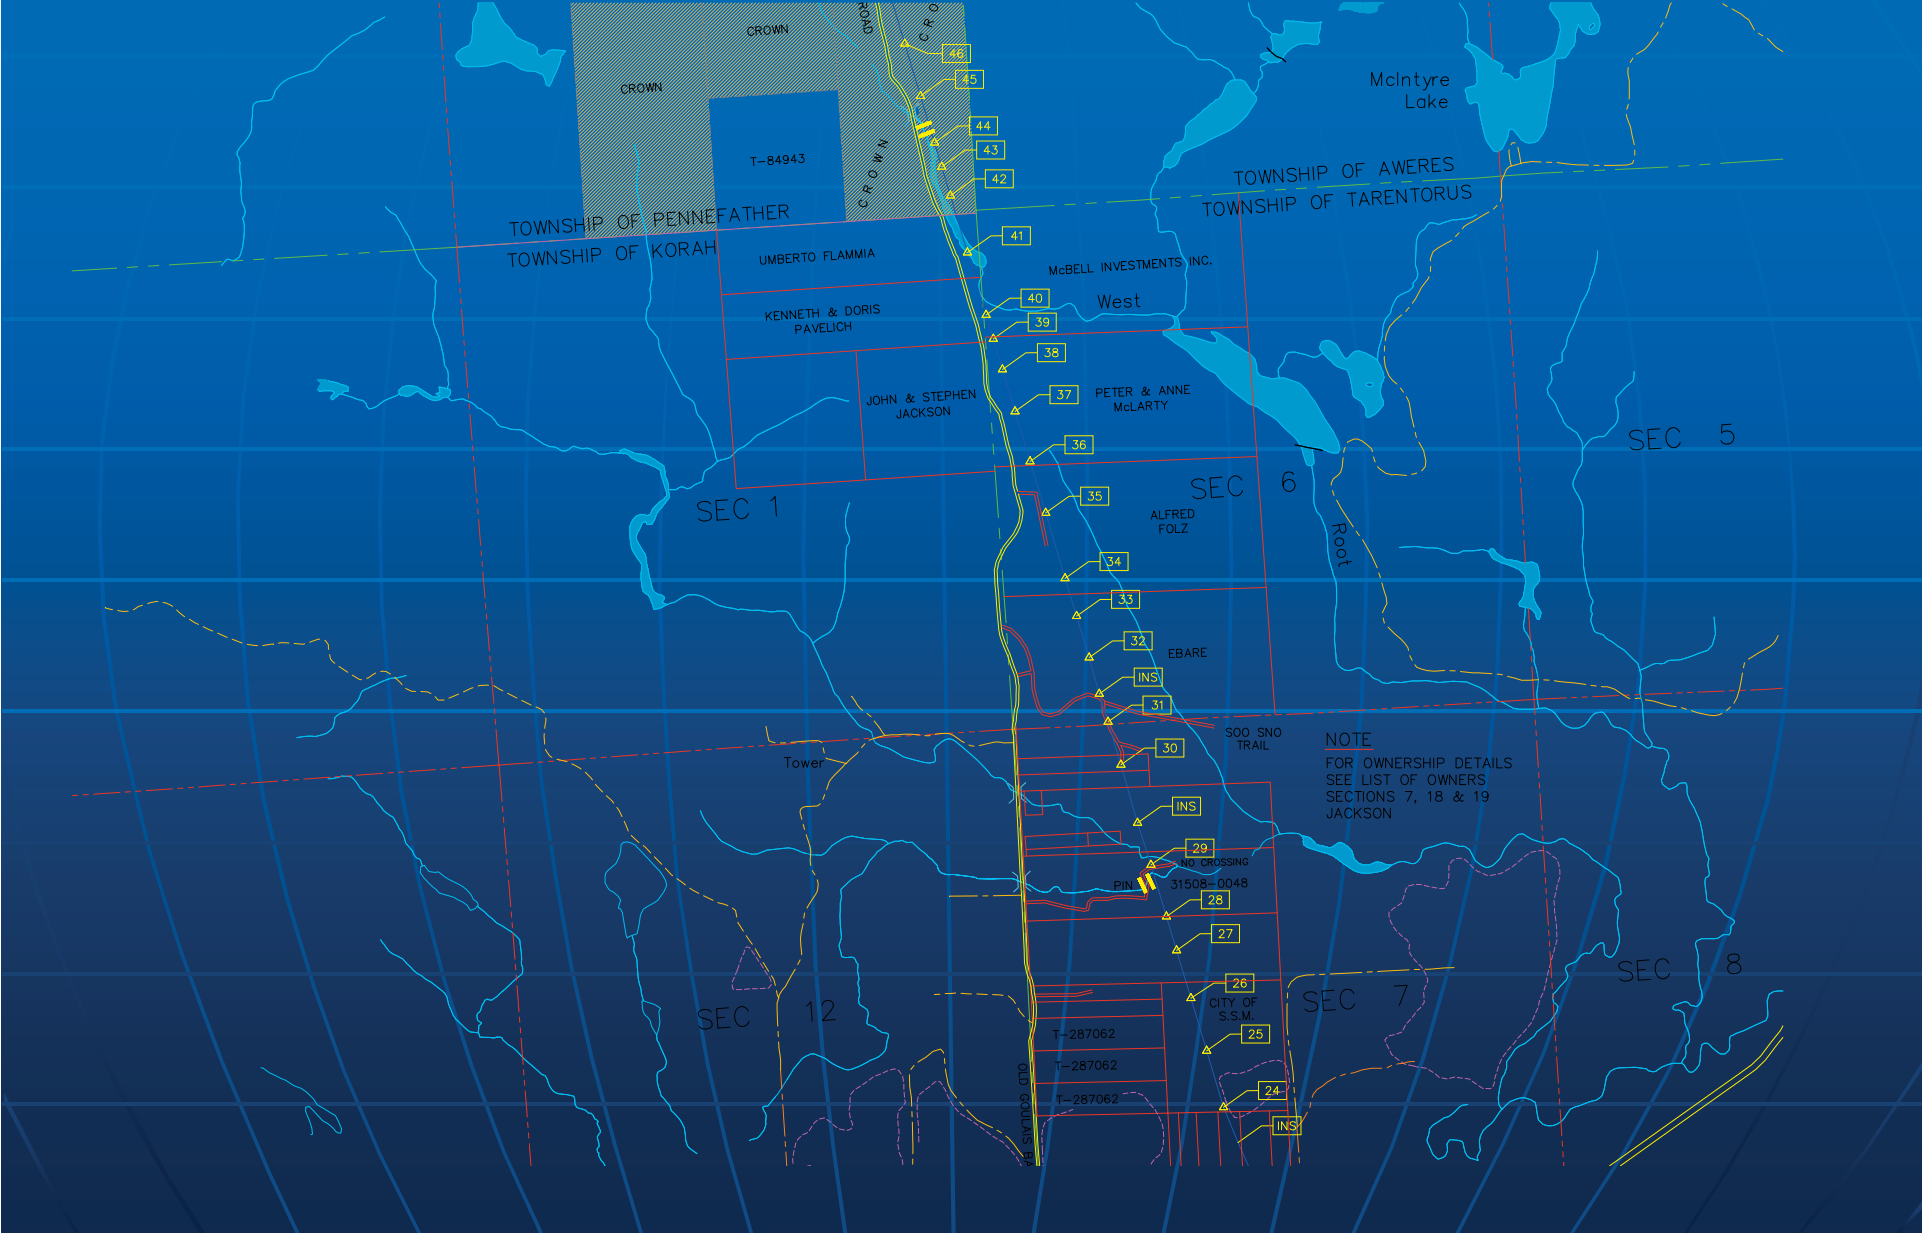 CROWN
ROAD
CRO
CROWN
46
45
McIntyre
Lake
44
43
T-84943
CROWN
42
TOWNSHIP OF AWERES
TOWNSHIP OF TARENTORUS
TOWNSHIP OF PENNEFATHER
TOWNSHIP OF KORAH
41
UMBERTO FLAMMIA
McBELL INVESTMENTS INC.
40
West
KENNETH & DORIS
PAVELICH
39
38
37
JOHN & STEPHEN
JACKSON
PETER & ANNE
McLARTY
36
SEC 5
SEC 6
35
SEC 1
ALFRED
FOLZ
Root
34
33
32
EBARE
INS
31
SOO SNO
TRAIL
30
Tower
NOTE
FOR OWNERSHIP DETAILS
SEE LIST OF OWNERS
SECTIONS 7, 18 & 19
JACKSON
INS
29
NO CROSSING
PIN 31508-0048
28
27
SEC 8
26
CITY OF
S.S.M.
SEC 7
SEC 12
25
T-287062
T-287062
24
T-287062
OLD GOULAIS BA
INS